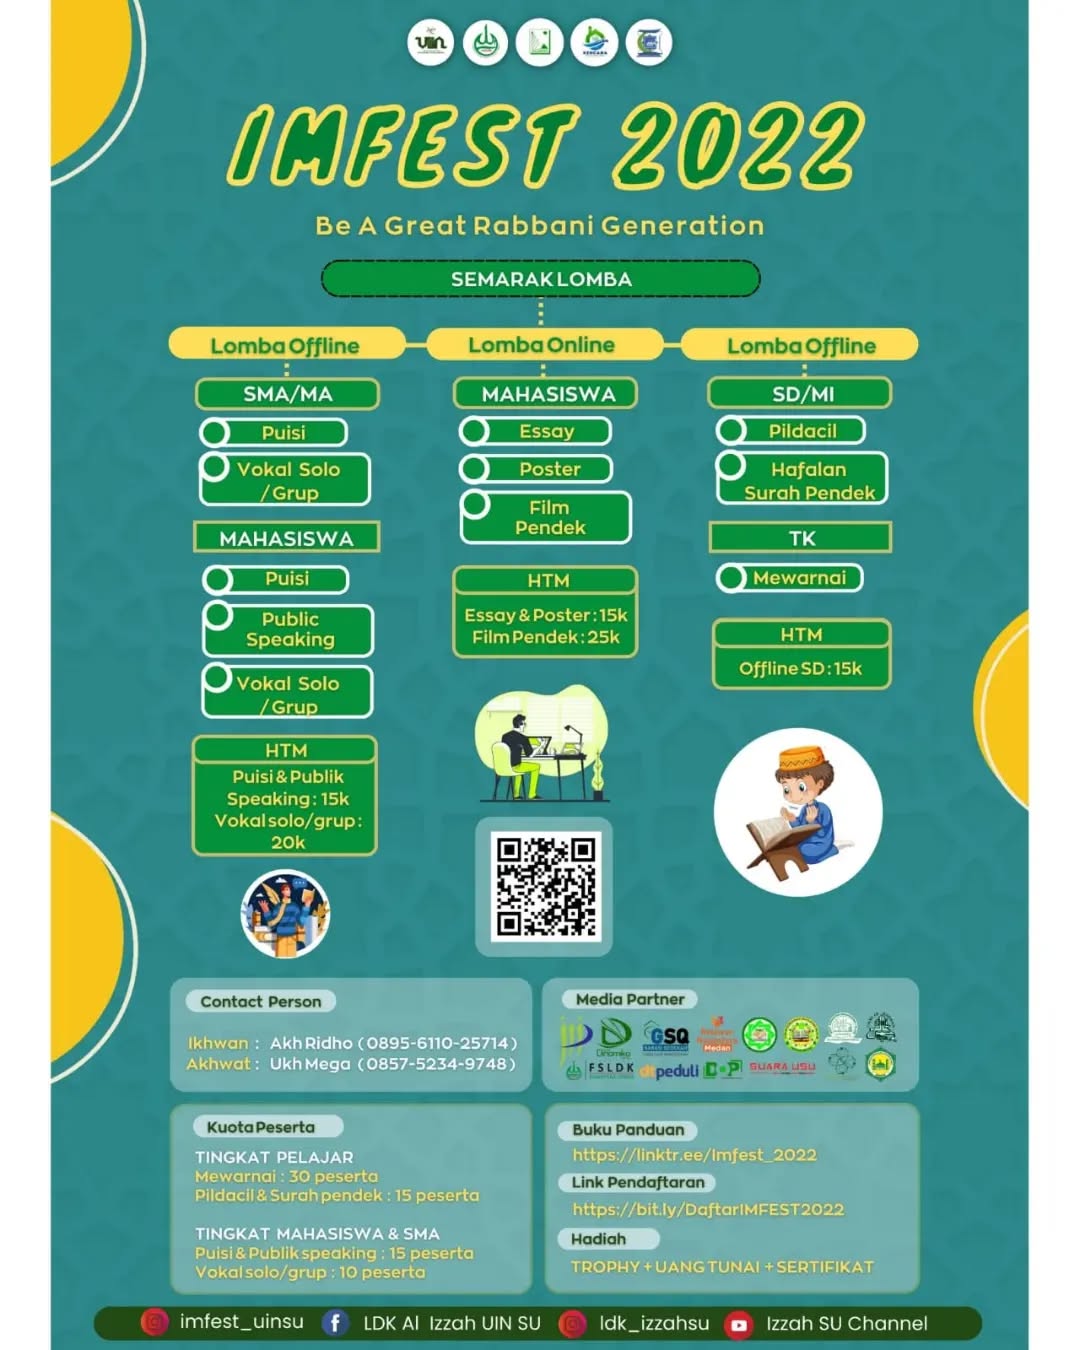 UIN
IMFEST 2022
Be A Great Rabbani Generation
SEMARAK LOMBA
Lomba Offline
SMA/MA
Puisi
Vokal Solo
/Grup
MAHASISWA
Puisi
Public
Speaking
Vokal Solo
/Grup
HTM
Puisi & Publik
Speaking : 15k
Vokal solo/grup :
20k
Lomba Online
MAHASISWA
Essay
Poster
Film
Pendek
HTM
Essay & Poster : 15k
Film Pendek : 25k
Lomba Offline
SD/MI
Pildacil
Hafalan
Surah Pendek
TK
Mewarnai
HTM
Offline SD : 15k
Contact Person
Ikhwan : Akh Ridho (0895-6110-25714)
Akhwat : Ukh Mega (0857-5234-9748)
Media Partner
Dinamika
GSQ
Medan
FSLDK
dtpeduli
SUARA USU
Kuota Peserta
TINGKAT PELAJAR
Mewarnai : 30 peserta
Pildacil & Surah pendek : 15 peserta
TINGKAT MAHASISWA & SMA
Puisi & Publik speaking : 15 peserta
Vokal solo/grup : 10 peserta
Buku Panduan
https://linktr.ee/Imfest_2022
Link Pendaftaran
https://bit.ly/DaftarIMFEST2022
Hadiah
TROPHY + UANG TUNAI + SERTIFIKAT
imfest_uinsu
LDK Al Izzah UIN SU
ldk_izzahsu
Izzah SU Channel